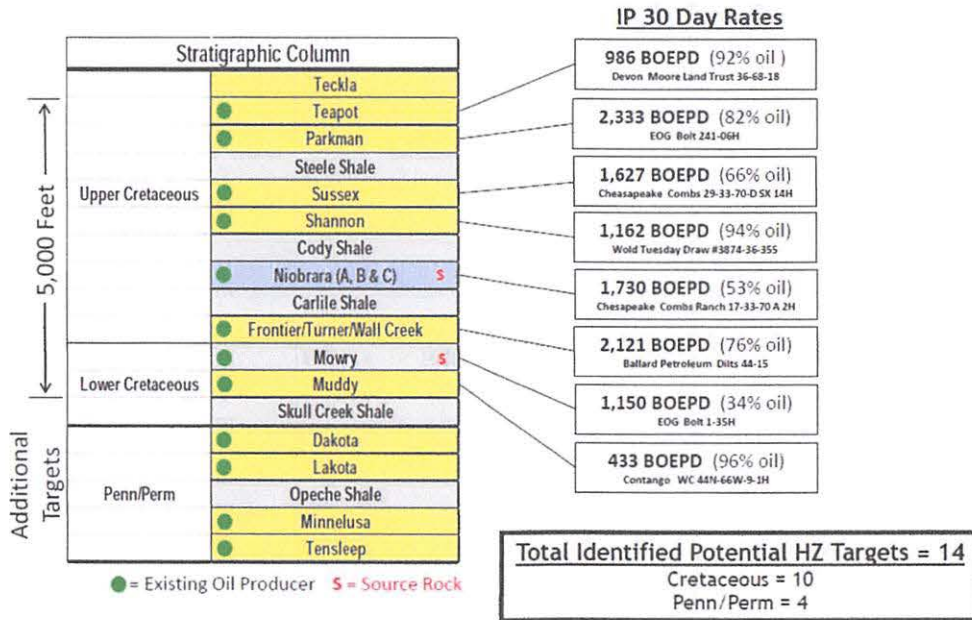 IP 30 Day Rates
Stratigraphic Column
Teckla
Teapot
Parkman
Steele Shale
Upper Cretaceous
Sussex
Shannon
Cody Shale
Niobrara (A, B & C) S
Carlile Shale
Frontier/Turner/Wall Creek
Mowry S
Lower Cretaceous
Muddy
Skull Creek Shale
Dakota
Lakota
Penn/Perm
Opeche Shale
Minnelusa
Tensleep
5,000 Feet
Additional
Targets
= Existing Oil Producer S = Source Rock
986 BOEPD (92% oil )
Devon Moore Land Trust 36-68-18
2,333 BOEPD (82% oil)
EOG Bolt 241-06H
1,627 BOEPD (66% oil)
Cheasapeake Combs 29-33-70-D SX 14H
1,162 BOEPD (94% oil)
Wold Tuesday Draw #3874-36-355
1,730 BOEPD (53% oil)
Chesapeake Combs Ranch 17-33-70 A 2H
2,121 BOEPD (76% oil)
Ballard Petroleum Dilts 44-15
1,150 BOEPD (34% oil)
EOG Bolt 1-35H
433 BOEPD (96% oil)
Contango WC 44N-66W-9-1H
Total Identified Potential HZ Targets = 14
Cretaceous = 10
Penn/Perm = 4